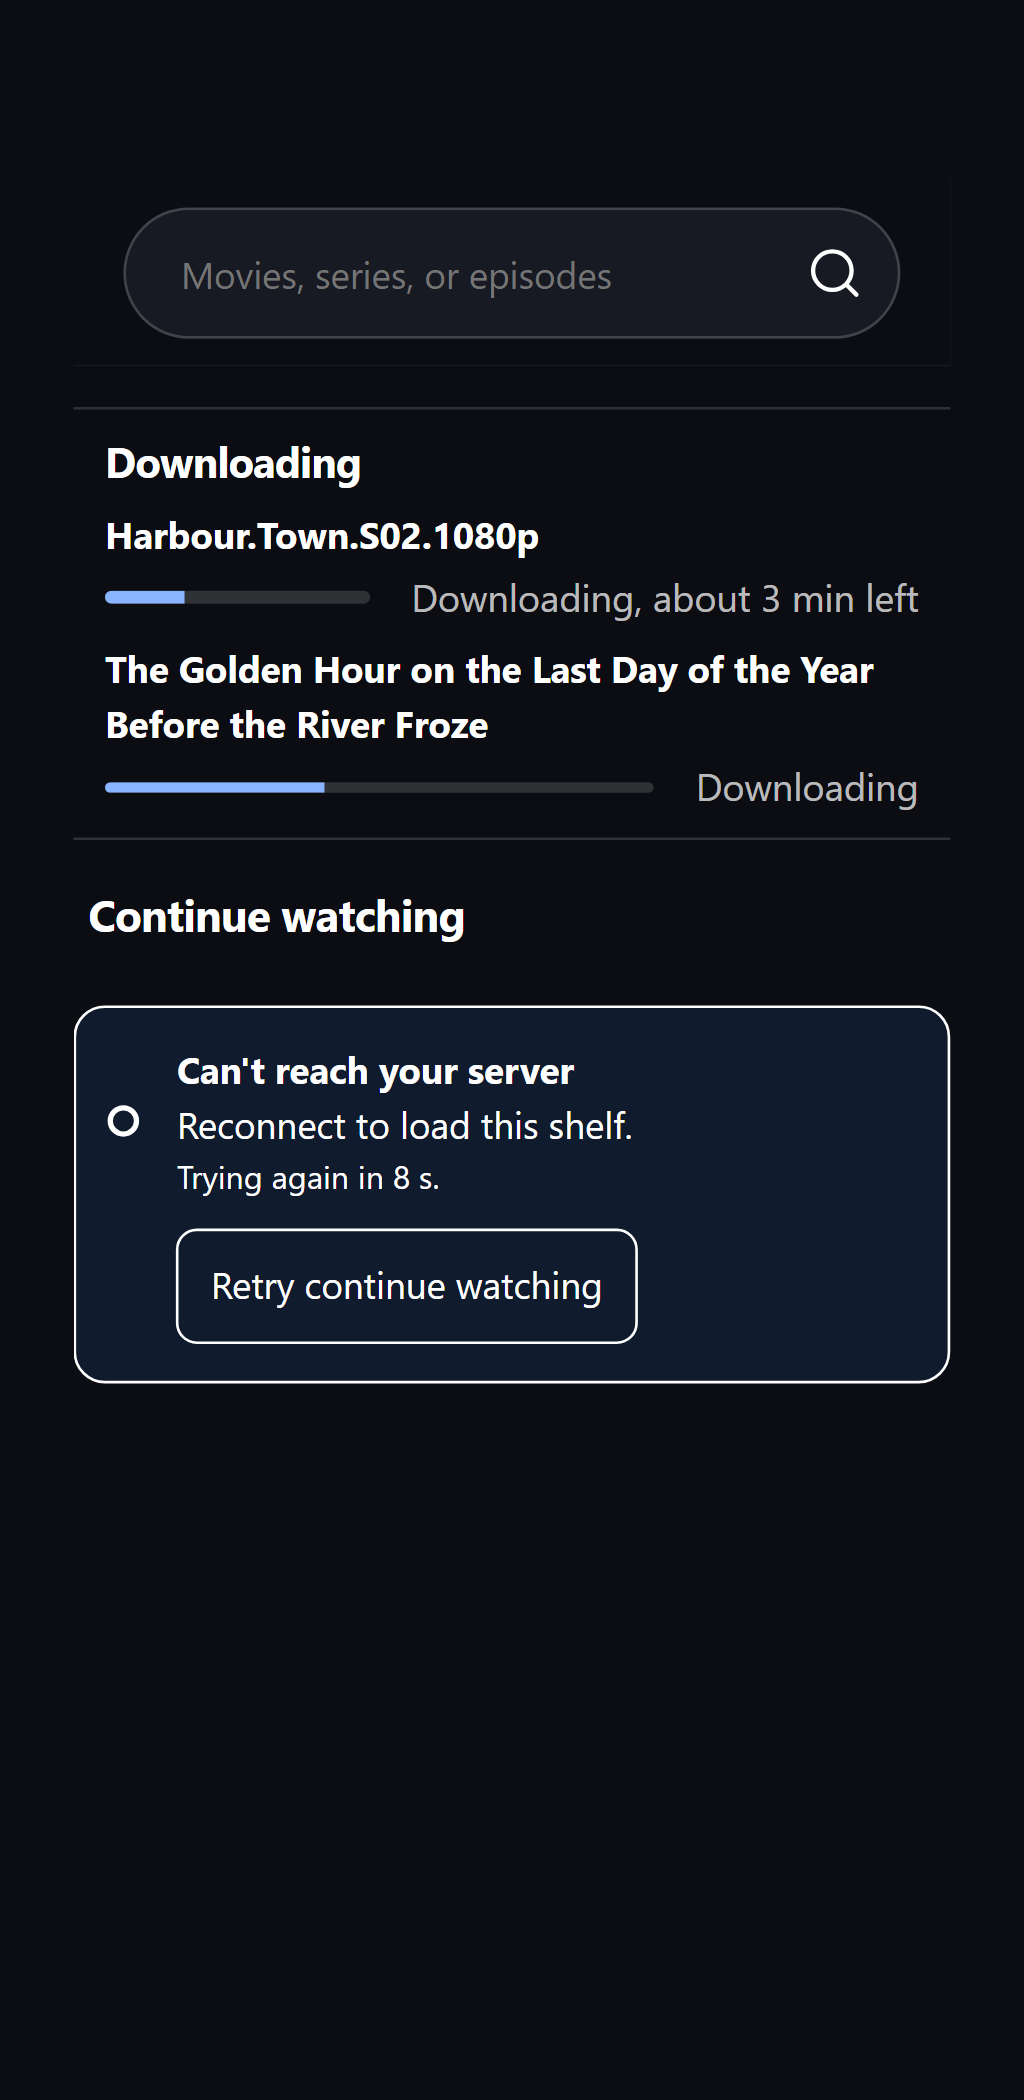 Movies, series, or episodes
Downloading
Harbour.Town.S02.1080p
Downloading, about 3 min left
The Golden Hour on the Last Day of the Year
Before the River Froze
Downloading
Continue watching
Can't reach your server
Reconnect to load this shelf.
Trying again in 8 s.
Retry continue watching